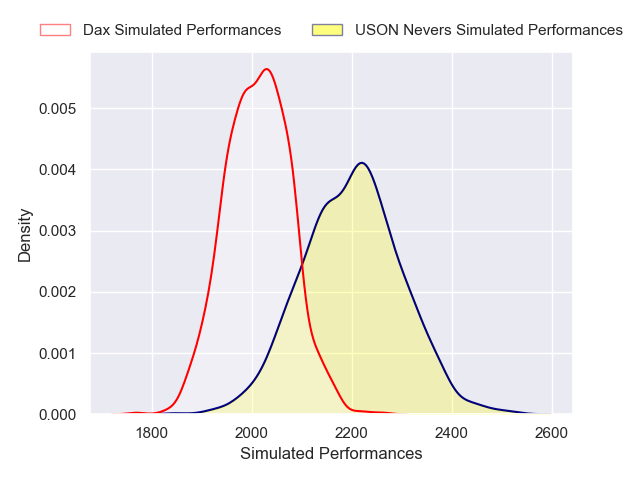 Dax Simulated Performances USON Nevers Simulated Performances
0.005
0.004
0.003
0.002
0.001
0.000
Density
1800 2000 2200 2400 2600
Simulated Performances